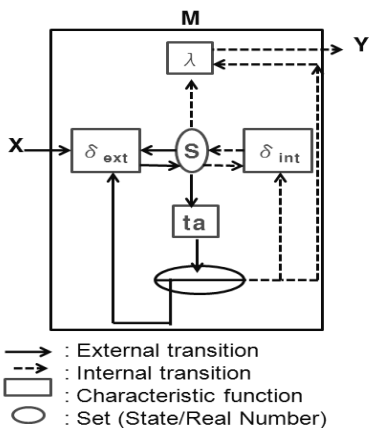 M
λ
Y
X
δ ext
S
δ int
ta
: External transition
: Internal transition
: Characteristic function
: Set (State/Real Number)